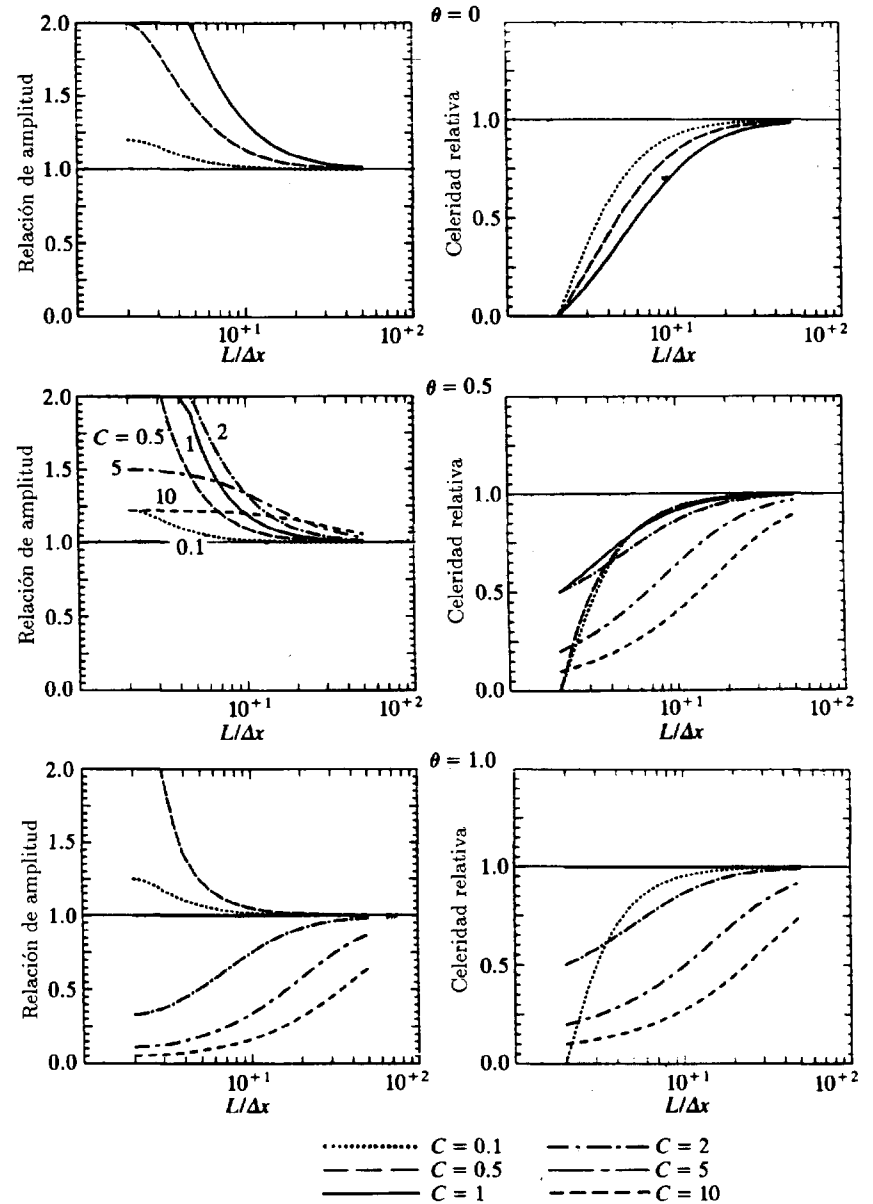 θ = 0
Relación de amplitud
2.0
1.5
1.0
0.5
0.0
10+1
10+2
L/Δx
Celeridad relativa
1.0
0.5
0.0
10+1
10+2
L/Δx
θ = 0.5
Relación de amplitud
2.0
1.5
1.0
0.5
0.0
C = 0.5
1
2
5
10
0.1
10+1
10+2
L/Δx
Celeridad relativa
1.0
0.5
0.0
10+1
10+2
L/Δx
θ = 1.0
Relación de amplitud
2.0
1.5
1.0
0.5
0.0
10+1
10+2
L/Δx
Celeridad relativa
1.0
0.5
0.0
10+1
10+2
L/Δx
C = 0.1
C = 2
C = 0.5
C = 5
C = 1
C = 10